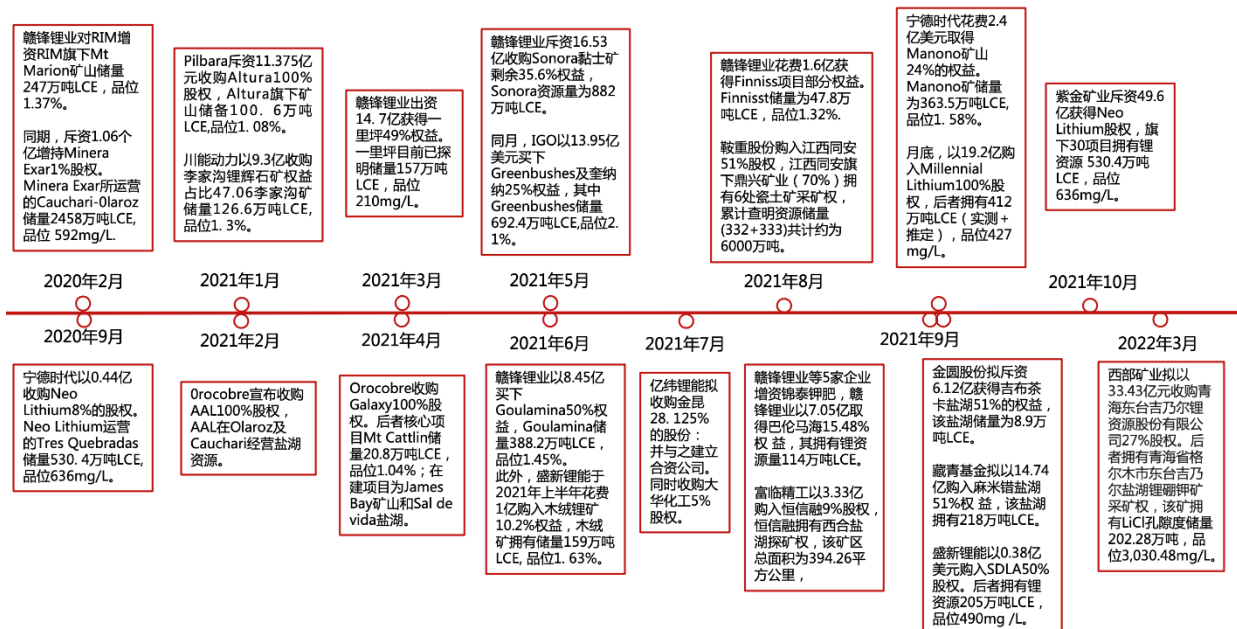 赣锋锂业对RIM增
资RIM旗下Mt
Marion矿山储量
247万吨LCE，品位
1.37%。
同期，斥资1.06个
亿增持Minera
Exar1%股权。
Minera Exar所运营
的Cauchari-0laroz
储量2458万吨LCE,
品位 592mg/L.
2020年2月
Pilbara斥资11.375亿
元收购Altura100%
股权，Altura旗下矿
山储备100. 6万吨
LCE,品位1. 08%。
川能动力以9.3亿收购
李家沟锂辉石矿权益
占比47.06李家沟矿
储量126.6万吨LCE,
品位1. 3%。
2021年1月
赣锋锂业出资
14. 7亿获得一
里坪49%权益。
一里坪目前已探
明储量157万吨
LCE，品位
210mg/L。
2021年3月
赣锋锂业斥资16.53
亿收购Sonora黏士矿
剩余35.6%权益，
Sonora资源量为882
万吨LCE。
同月，IGO以13.95亿
美元买下
Greenbushes及奎纳
纳25%权益，其中
Greenbushes储量
692.4万吨LCE,品位2.
1%。
2021年5月
赣锋锂业花费1.6亿获
得Finniss项目部分权益。
Finnisst储量为47.8万
吨LCE，品位1.32%.
鞍重股份购入江西同安
51%股权，江西同安旗
下鼎兴矿业（70%）拥
有6处瓷土矿采矿权，
累计查明资源储量
(332+333)共计约为
6000万吨。
2021年8月
宁德时代花费2.4
亿美元取得
Manono矿山
24%的权益。
Manono矿储量
为363.5万吨LCE,
品位1. 58%。
月底，以19.2亿购
入Millennial
Lithium100%股
权，后者拥有412
万吨LCE（实测+
推定），品位427
mg/L。
紫金矿业斥资49.6
亿获得Neo
Lithium股权，旗
下30项目拥有锂
资源 530.4万吨
LCE，品位
636mg/L。
2021年10月
2020年9月
宁德时代以0.44亿
收购Neo
Lithium8%的股权。
Neo Lithium运营
的Tres Quebradas
储量530. 4万吨LCE,
品位636mg/L。
2021年2月
0rocobre宣布收购
AAL100%股权，
AAL在Olaroz及
Cauchari经营盐湖
资源。
2021年4月
Orocobre收购
Galaxy100%股
权。后者核心项
目Mt Cattlin储
量20.8万吨LCE，
品位1.04%；在
建项目为James
Bay矿山和Sal de
vida盐湖。
2021年6月
赣锋锂业以8.45亿
买下
Goulamina50%权
益，Goulamina储
量388.2万吨LCE，
品位1.45%。
此外，盛新锂能于
2021年上半年花费
1亿购入木绒锂矿
10.2%权益，木绒
矿拥有储量159万吨
LCE, 品位1. 63%。
2021年7月
亿纬锂能拟
收购金昆
28. 125%
的股份：
并与之建立
合资公司。
同时收购大
华化工5%
股权。
赣锋锂业等5家企业
增资锦泰钾肥，赣
锋锂业以7.05亿取
得巴伦马海15.48%
权 益，其拥有锂资
源量114万吨LCE。
富临精工以3.33亿
购入恒信融9%股权，
恒信融拥有西台盐
湖探矿权，该矿区
总面积为394.26平
方公里，
2021年9月
金圆股份拟斥资
6.12亿获得吉布茶
卡盐湖51%的权益，
该盐湖储量为8.9万
吨LCE。
藏青基金拟以14.74
亿购入麻米错盐湖
51%权 益，该盐湖
拥有218万吨LCE。
盛新锂能以0.38亿
美元购入SDLA50%
股权。后者拥有锂
资源205万吨LCE，
品位490mg /L。
2022年3月
西部矿业拟以
33.43亿元收购青
海东台吉乃尔锂
资源股份有限公
司27%股权。后
者拥有青海省格
尔木市东台吉乃
尔盐湖锂硼钾矿
采矿权，该矿拥
有LiCl孔隙度储量
202.28万吨，品
位3,030.48mg/L。